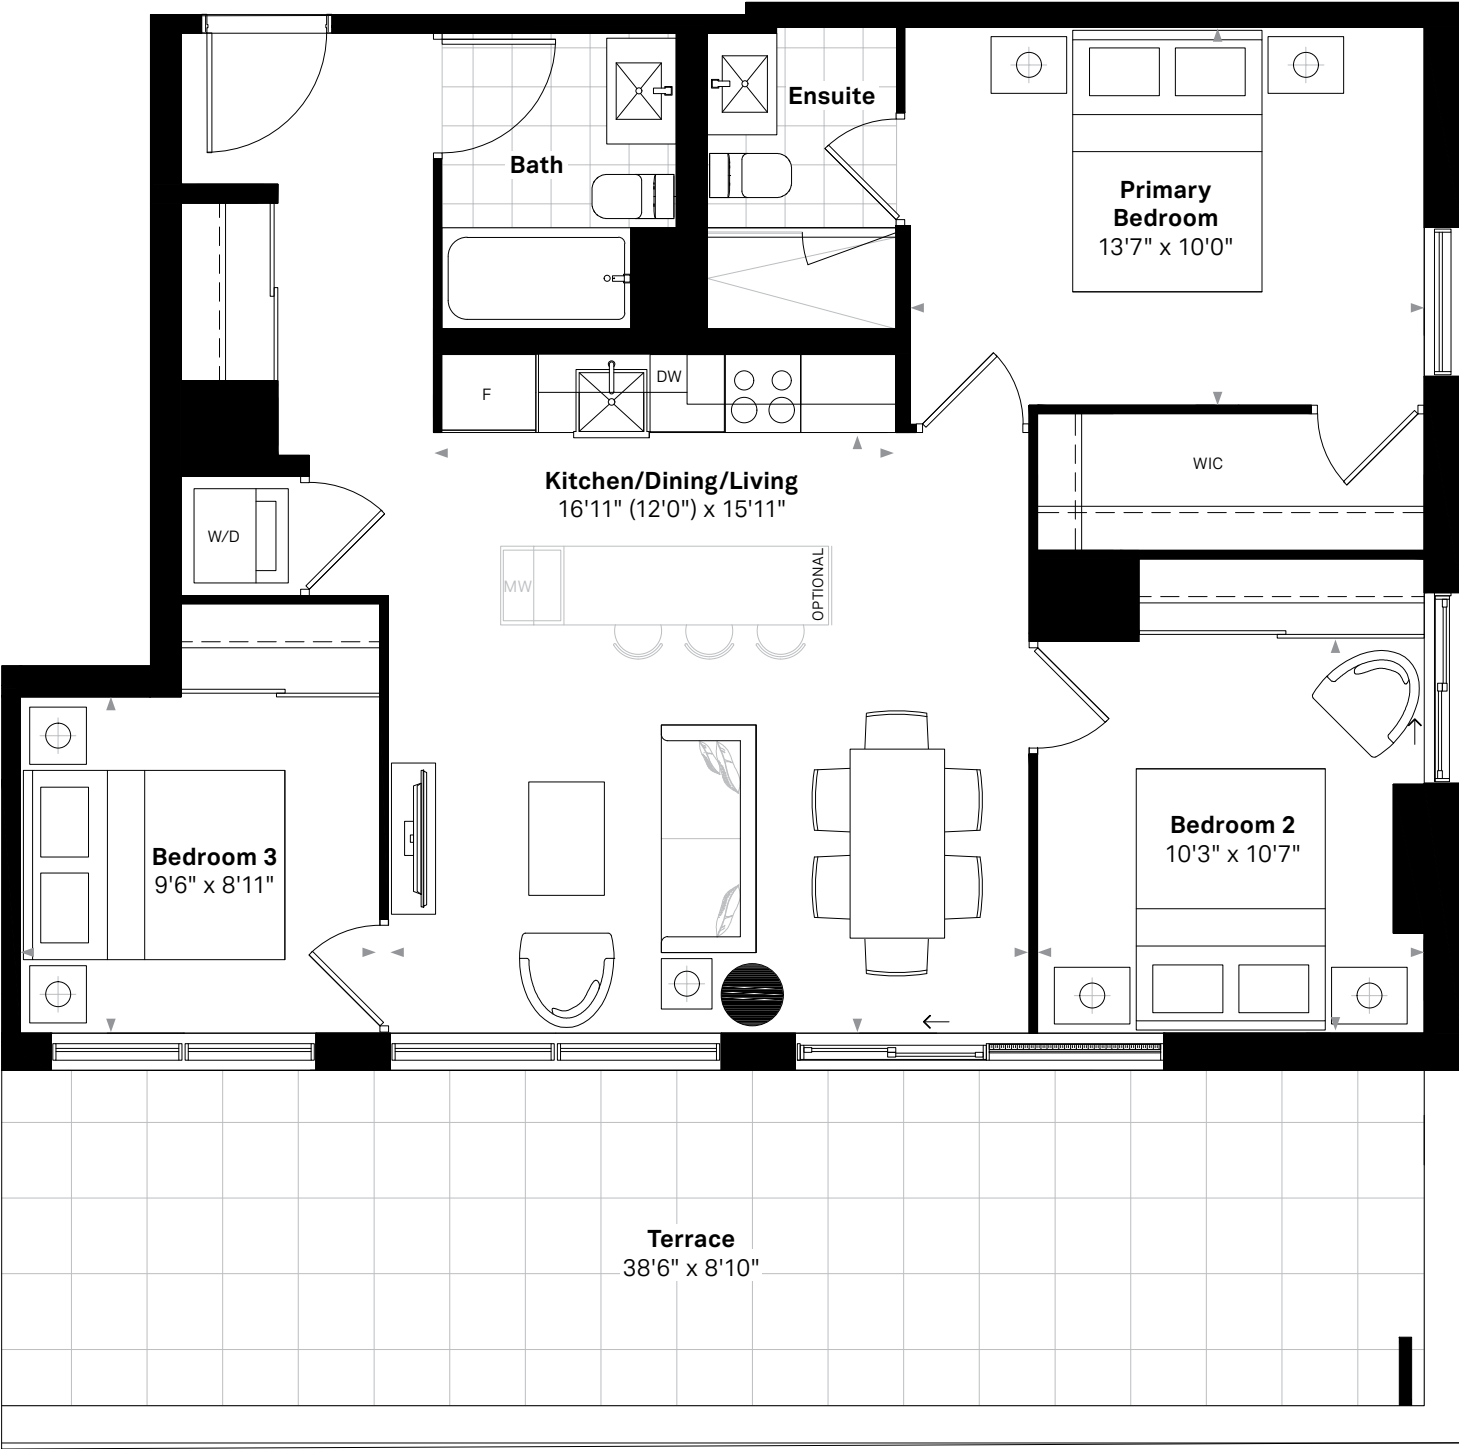 Bath
Ensuite
Primary
Bedroom
13'7" x 10'0"
F
DW
Kitchen/Dining/Living
16'11" (12'0") x 15'11"
WIC
W/D
MW
OPTIONAL
Bedroom 3
9'6" x 8'11"
Bedroom 2
10'3" x 10'7"
Terrace
38'6" x 8'10"